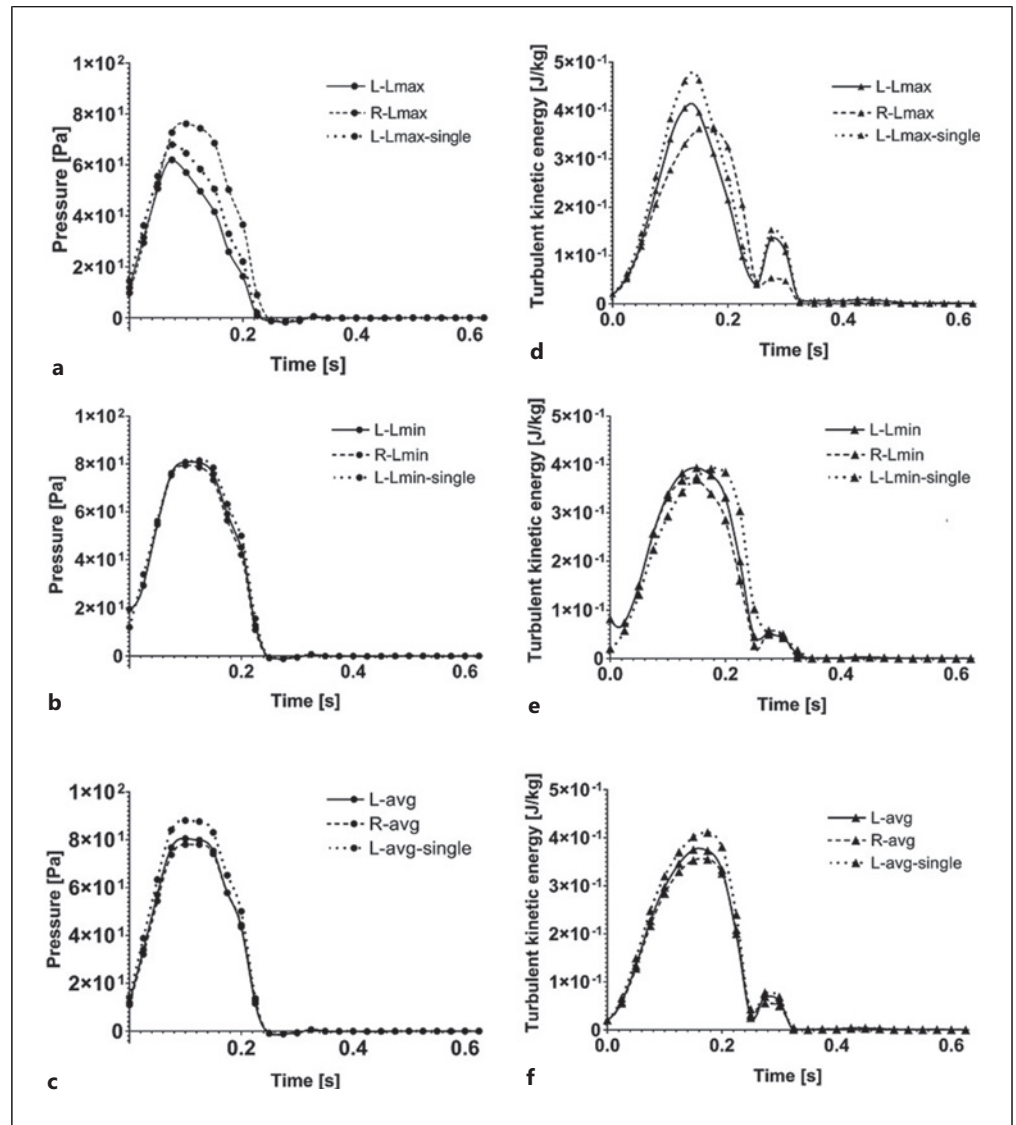 1×10²
8×10¹
6×10¹
4×10¹
2×10¹
0
Pressure [Pa]
L-Lmax
R-Lmax
L-Lmax-single
0.2 0.4 0.6
Time [s]
a
5×10⁻¹
4×10⁻¹
3×10⁻¹
2×10⁻¹
1×10⁻¹
0
Turbulent kinetic energy [J/kg]
L-Lmax
R-Lmax
L-Lmax-single
0.0 0.2 0.4 0.6
Time [s]
d
1×10²
8×10¹
6×10¹
4×10¹
2×10¹
0
Pressure [Pa]
L-Lmin
R-Lmin
L-Lmin-single
0.2 0.4 0.6
Time [s]
b
5×10⁻¹
4×10⁻¹
3×10⁻¹
2×10⁻¹
1×10⁻¹
0
Turbulent kinetic energy [J/kg]
L-Lmin
R-Lmin
L-Lmin-single
0.0 0.2 0.4 0.6
Time [s]
e
1×10²
8×10¹
6×10¹
4×10¹
2×10¹
0
Pressure [Pa]
L-avg
R-avg
L-avg-single
0.2 0.4 0.6
Time [s]
c
5×10⁻¹
4×10⁻¹
3×10⁻¹
2×10⁻¹
1×10⁻¹
0
Turbulent kinetic energy [J/kg]
L-avg
R-avg
L-avg-single
0.0 0.2 0.4 0.6
Time [s]
f